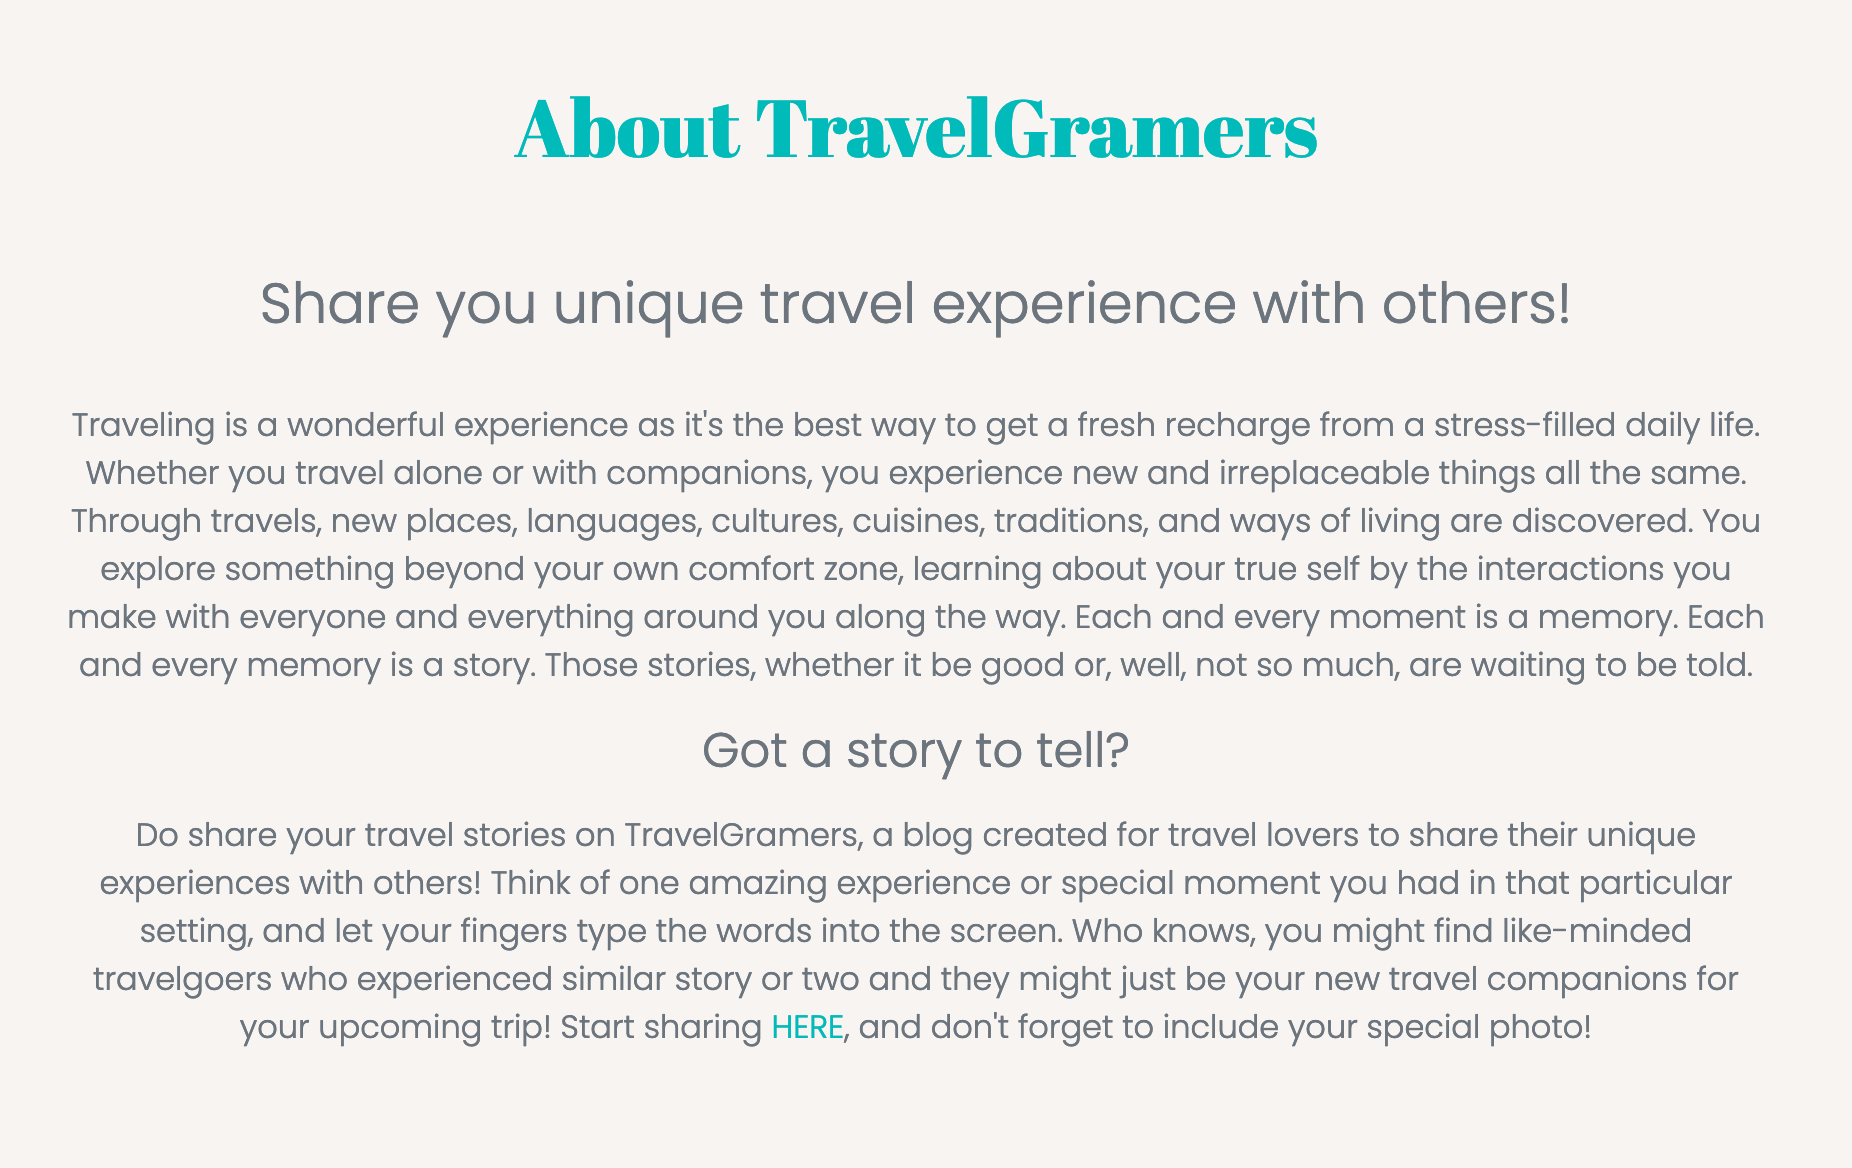 About TravelGramers
Share you unique travel experience with others!
Traveling is a wonderful experience as it's the best way to get a fresh recharge from a stress-filled daily life.
Whether you travel alone or with companions, you experience new and irreplaceable things all the same.
Through travels, new places, languages, cultures, cuisines, traditions, and ways of living are discovered. You
explore something beyond your own comfort zone, learning about your true self by the interactions you
make with everyone and everything around you along the way. Each and every moment is a memory. Each
and every memory is a story. Those stories, whether it be good or, well, not so much, are waiting to be told.
Got a story to tell?
Do share your travel stories on TravelGramers, a blog created for travel lovers to share their unique
experiences with others! Think of one amazing experience or special moment you had in that particular
setting, and let your fingers type the words into the screen. Who knows, you might find like-minded
travelgoers who experienced similar story or two and they might just be your new travel companions for
your upcoming trip! Start sharing HERE, and don't forget to include your special photo!